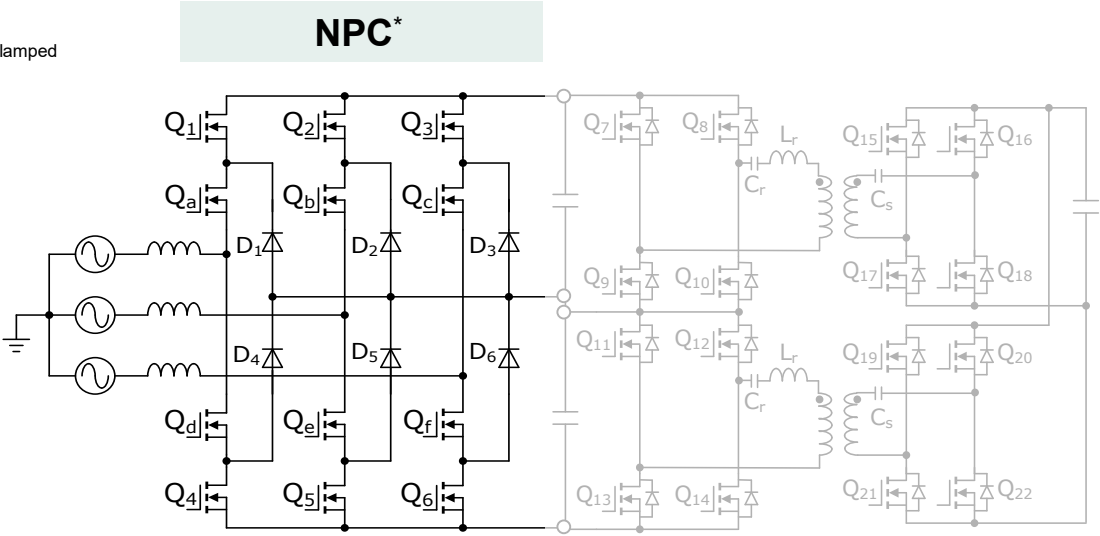 NPC*
lamped
Q1 Q2 Q3
Qa Qb Qc
D1 D2 D3
D4 D5 D6
Qd Qe Qf
Q4 Q5 Q6
Q7 Q8 Lr Q15 Q16
Cr Cs
Q9 Q10 Q17 Q18
Q11 Q12 Lr Q19 Q20
Cr Cs
Q13 Q14 Q21 Q22